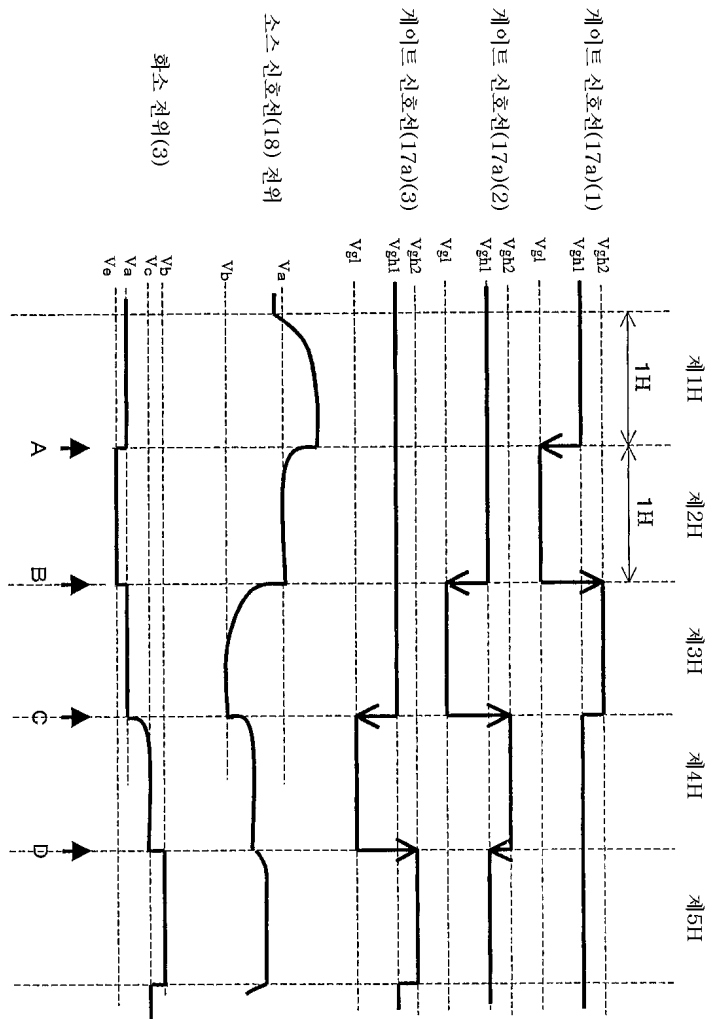 제1H 제2H 제3H 제4H 제5H
1H 1H
게이트 신호선(17a)(1)
Vgh2
Vgh1
Vgl
게이트 신호선(17a)(2)
Vgh2
Vgh1
Vgl
게이트 신호선(17a)(3)
Vgh2
Vgh1
Vgl
소스 신호선(18) 전위
Va
Vb
화소 전위(3)
Vb
Vc
Va
Ve
A B C D